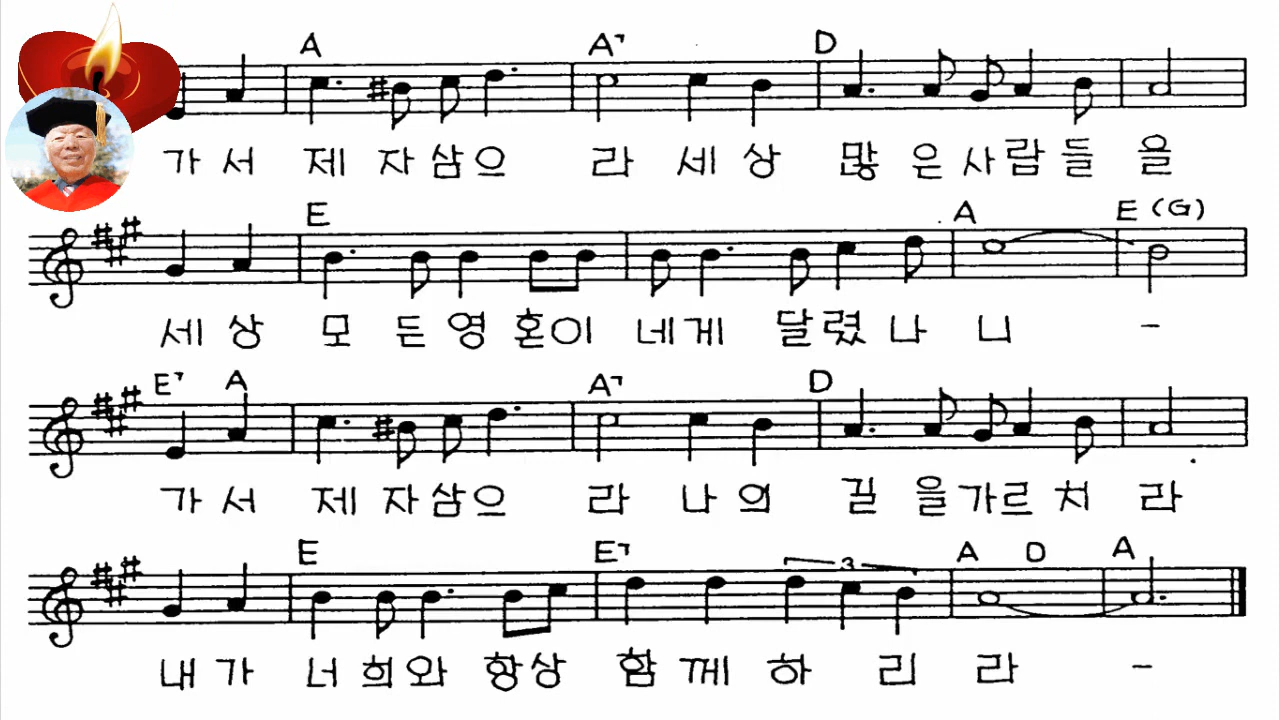 A A7 D
가서 제자삼으 라 세상 많은사람들 을
E A E (G)
세상 모든영혼이 네게 달렸나 니 -
E7 A A7 D
가서 제자삼으 라 나의 길을가르치 라
E E7 3 A D A
내가 너희와 항상 함께하리 라 -